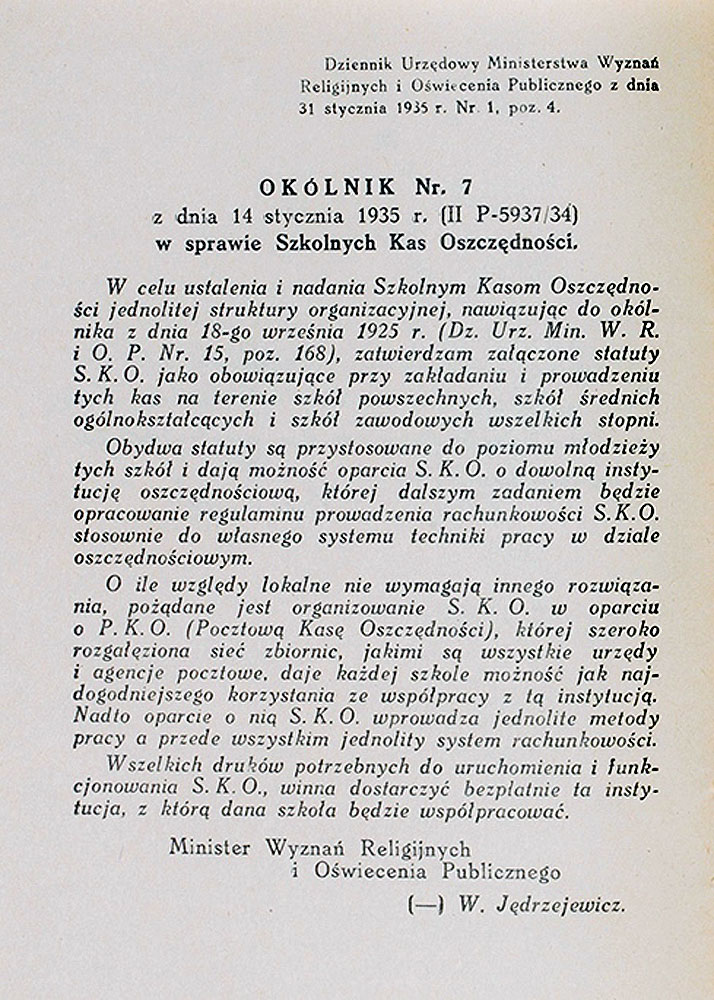 Dziennik Urzędowy Ministerstwa Wyznań
Religijnych i Oświecenia Publicznego z dnia
31 stycznia 1935 r. Nr. 1, poz. 4.
OKÓLNIK Nr. 7
z dnia 14 stycznia 1935 r. (II P-5937/34)
w sprawie Szkolnych Kas Oszczędności.
W celu ustalenia i nadania Szkolnym Kasom Oszczędno-
ści jednolitej struktury organizacyjnej, nawiązując do okól-
nika z dnia 18-go września 1925 r. (Dz. Urz. Min. W. R.
i O. P. Nr. 15, poz. 168), zatwierdzam załączone statuty
S. K. O. jako obowiązujące przy zakładaniu i prowadzeniu
tych kas na terenie szkół powszechnych, szkół średnich
ogólnokształcących i szkół zawodowych wszelkich stopni.
Obydwa statuty są przystosowane do poziomu młodzieży
tych szkół i dają możność oparcia S. K. O. o dowolną insty-
tucję oszczędnościową, której dalszym zadaniem będzie
opracowanie regulaminu prowadzenia rachunkowości S.K.O.
stosownie do własnego systemu techniki pracy w dziale
oszczędnościowym.
O ile względy lokalne nie wymagają innego rozwiąza-
nia, pożądane jest organizowanie S. K. O. w oparciu
o P. K. O. (Pocztową Kasę Oszczędności), której szeroko
rozgałęziona sieć zbiornic, jakimi są wszystkie urzędy
i agencje pocztowe, daje każdej szkole możność jak naj-
dogodniejszego korzystania ze współpracy z tą instytucją.
Nadto oparcie o nią S. K. O. wprowadza jednolite metody
pracy a przede wszystkim jednolity system rachunkowości.
Wszelkich druków potrzebnych do uruchomienia i funk-
cjonowania S. K. O., winna dostarczyć bezpłatnie ta insty-
tucja, z którą dana szkoła będzie współpracować.
Minister Wyznań Religijnych
i Oświecenia Publicznego
(—) W. Jędrzejewicz.